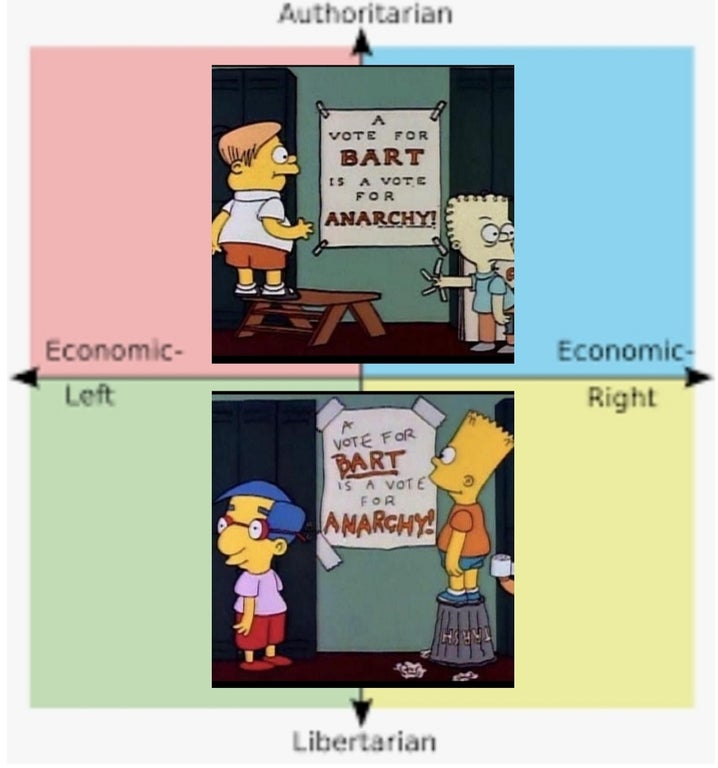 Authoritarian
A
VOTE FOR
BART
IS A VOTE
FOR
ANARCHY!
Economic-
Left
Economic-
Right
A
VOTE FOR
BART
IS A VOTE
FOR
ANARCHY!
TRASH
Libertarian